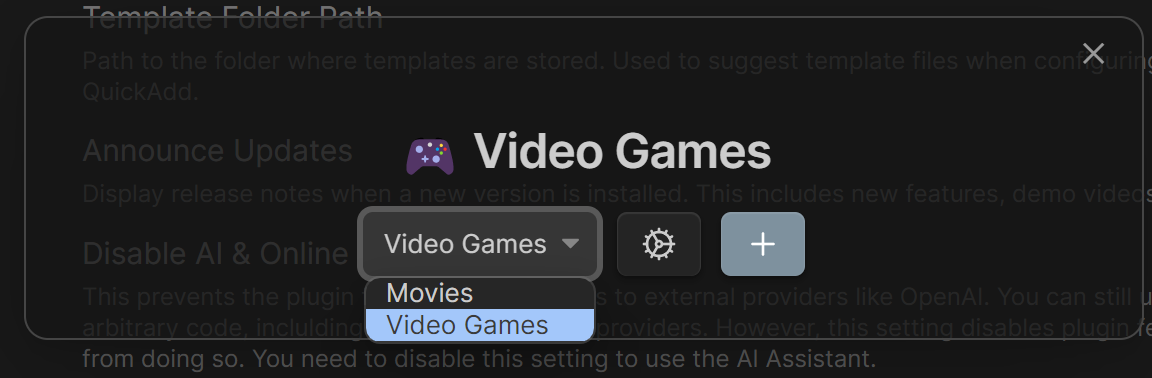 Template Folder Path
Path to the folder where templates are stored. Used to suggest template files when configuring
QuickAdd.
🎮 Video Games
Announce Updates
Display release notes when a new version is installed. This includes new features, demo videos
Video Games
Disable AI & Online
Movies
This prevents the plugin s to external providers like OpenAI. You can still u
Video Games
arbitrary code, inclulding providers. However, this setting disables plugin fe
from doing so. You need to disable this setting to use the AI Assistant.